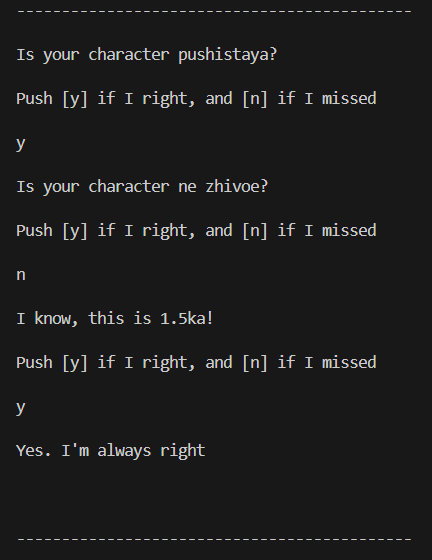 --------------------------------------------
Is your character pushistaya?
Push [y] if I right, and [n] if I missed
y
Is your character ne zhivoe?
Push [y] if I right, and [n] if I missed
n
I know, this is 1.5ka!
Push [y] if I right, and [n] if I missed
y
Yes. I'm always right
--------------------------------------------